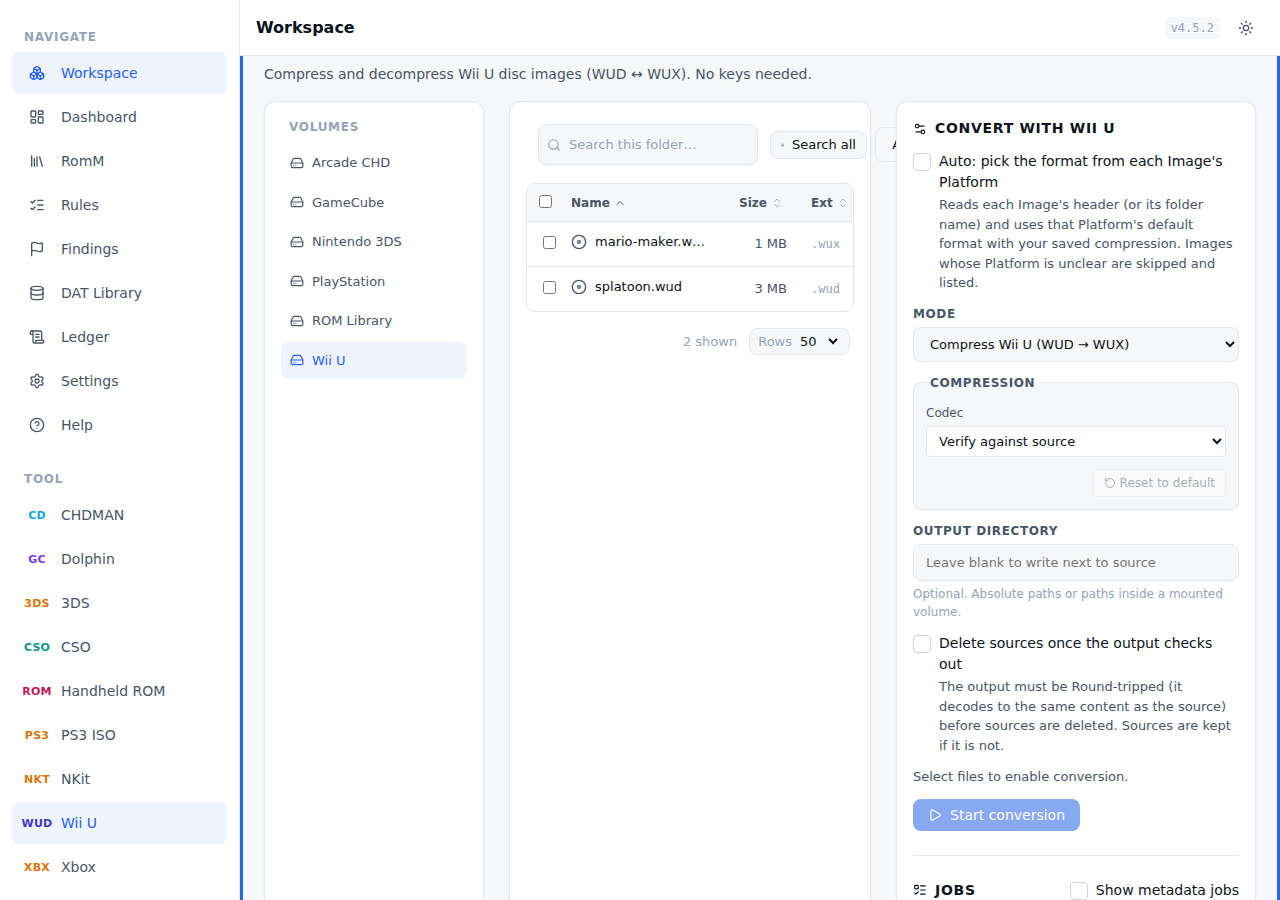 NAVIGATE
Workspace
Dashboard
RomM
Rules
Findings
DAT Library
Ledger
Settings
Help
TOOL
CD CHDMAN
GC Dolphin
3DS 3DS
CSO CSO
ROM Handheld ROM
PS3 PS3 ISO
NKT NKit
WUD Wii U
XBX Xbox
Workspace
v4.5.2
Compress and decompress Wii U disc images (WUD ↔ WUX). No keys needed.
VOLUMES
Arcade CHD
GameCube
Nintendo 3DS
PlayStation
ROM Library
Wii U
Search this folder…
Search all
Name Size Ext
mario-maker.w… 1 MB .wux
splatoon.wud 3 MB .wud
2 shown Rows 50
CONVERT WITH WII U
Auto: pick the format from each Image's
Platform
Reads each Image's header (or its folder
name) and uses that Platform's default
format with your saved compression. Images
whose Platform is unclear are skipped and
listed.
MODE
Compress Wii U (WUD → WUX)
COMPRESSION
Codec
Verify against source
Reset to default
OUTPUT DIRECTORY
Leave blank to write next to source
Optional. Absolute paths or paths inside a mounted
volume.
Delete sources once the output checks
out
The output must be Round-tripped (it
decodes to the same content as the source)
before sources are deleted. Sources are kept
if it is not.
Select files to enable conversion.
Start conversion
JOBS
Show metadata jobs